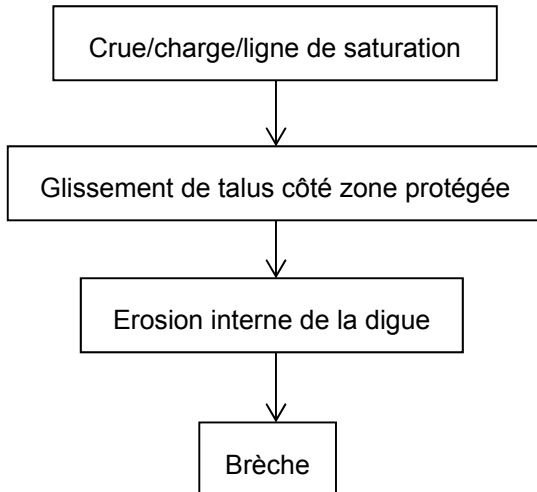 Crue/charge/ligne de saturation
Glissement de talus côté zone protégée
Erosion interne de la digue
Brèche